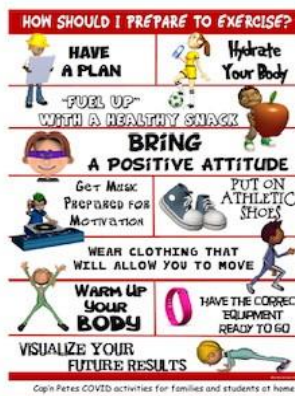 HOW SHOULD I PREPARE TO EXERCISE?
HAVE
A PLAN
Hydrate
Your Body
"FUEL UP"
WITH A HEALTHY SNACK
BRING
A POSITIVE ATTITUDE
GET MUSIC
PREPARED FOR
MOTIVATION
PUT ON
ATHLETIC
SHOES
WEAR CLOTHING THAT
WILL ALLOW YOU TO MOVE
WARM UP
YOUR
BODY
HAVE THE CORREC
EQUIPMENT
READY TO GO
VISUALIZE YOUR
FUTURE RESULTS
Cap'n Petes COVID activities for families and students at home